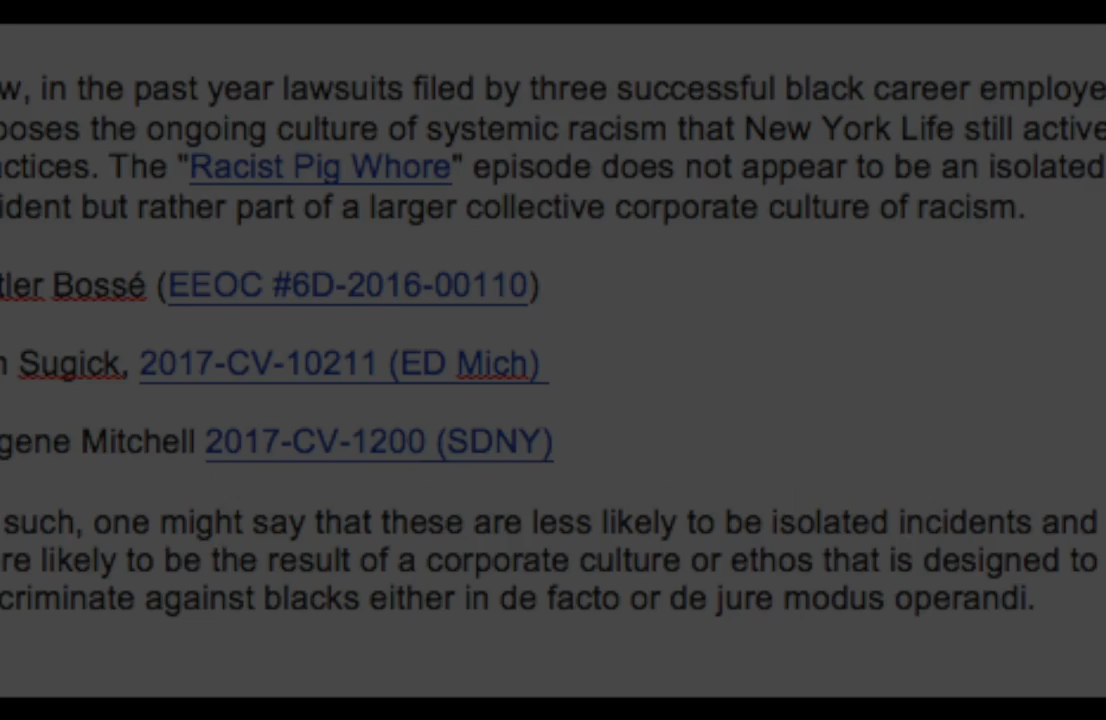 w, in the past year lawsuits filed by three successful black career employe
poses the ongoing culture of systemic racism that New York Life still active
ctices. The "Racist Pig Whore" episode does not appear to be an isolated
ident but rather part of a larger collective corporate culture of racism.
tler Bossé (EEOC #6D-2016-00110)
n Sugick, 2017-CV-10211 (ED Mich)
gene Mitchell 2017-CV-1200 (SDNY)
such, one might say that these are less likely to be isolated incidents and
re likely to be the result of a corporate culture or ethos that is designed to
criminate against blacks either in de facto or de jure modus operandi.